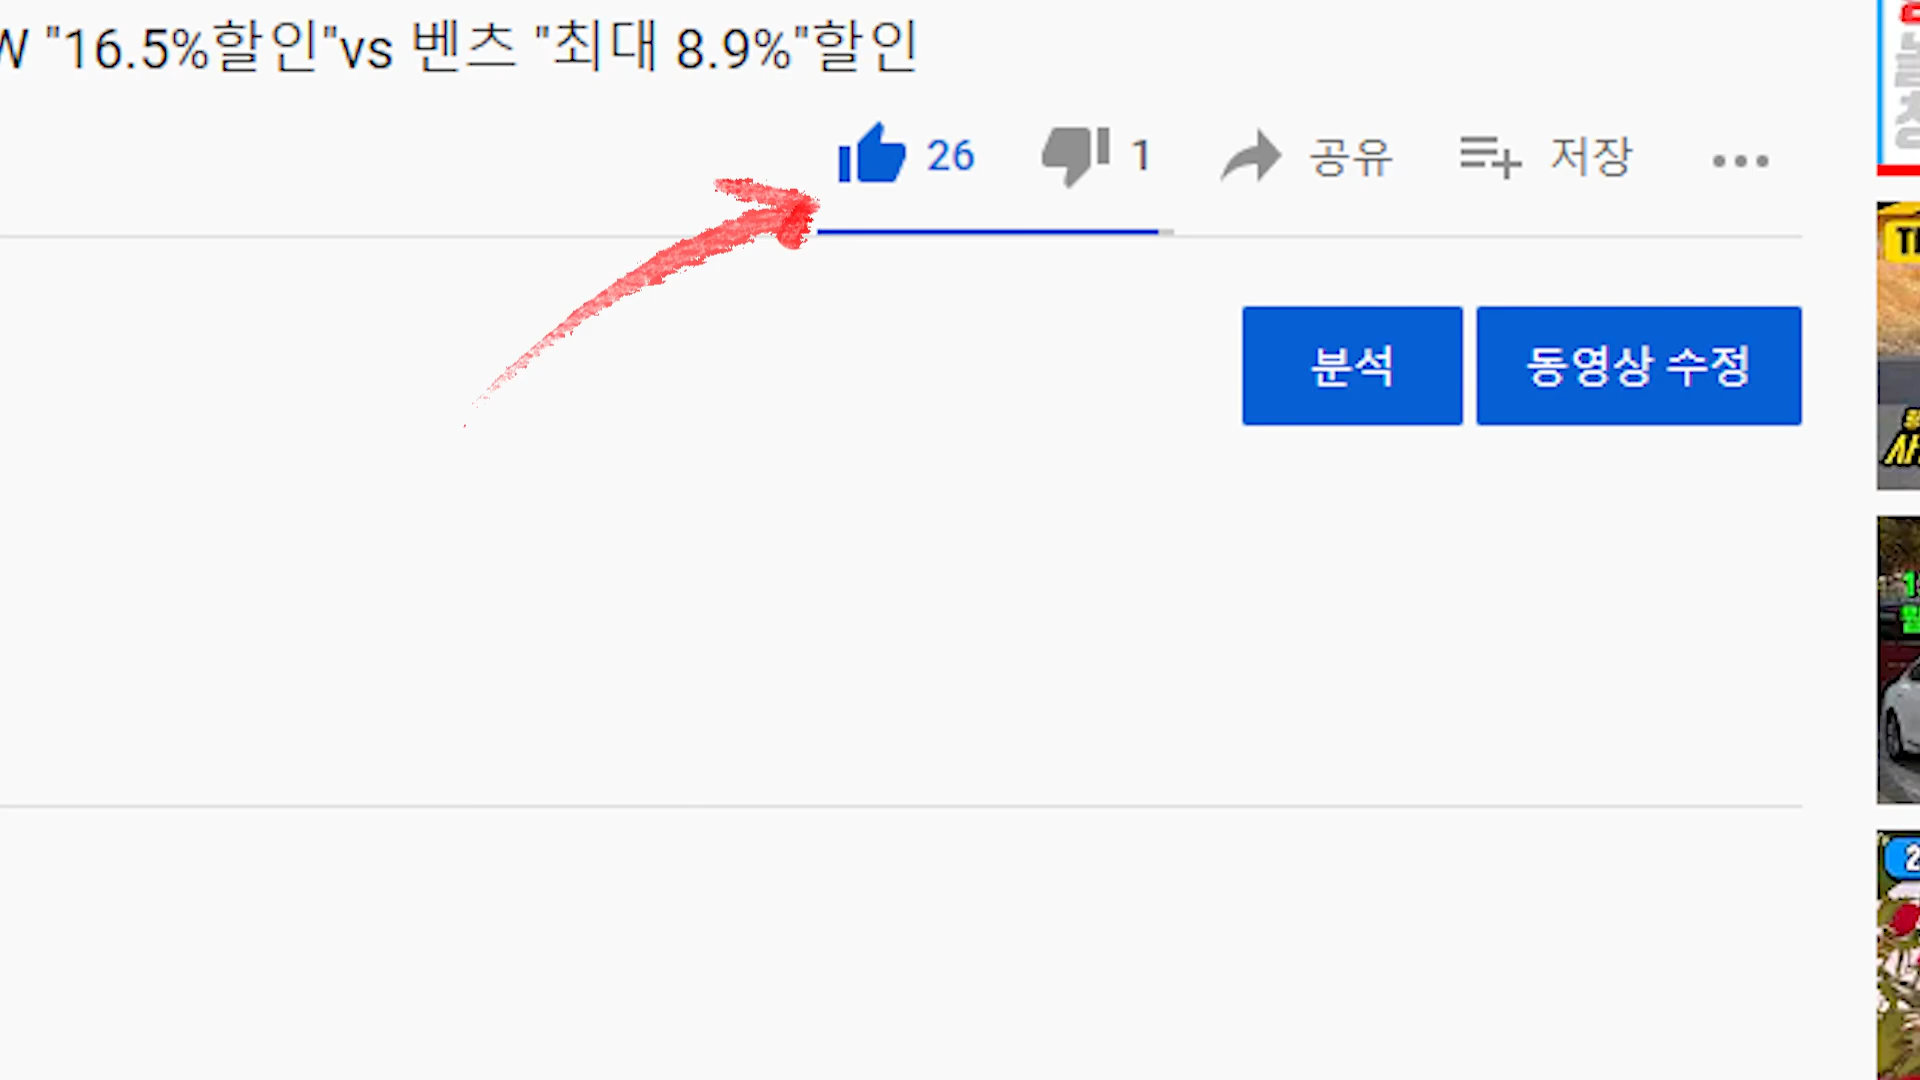 "16.5%할인"vs 벤츠 "최대 8.9%"할인
26 1 공유 저장
분석 동영상 수정